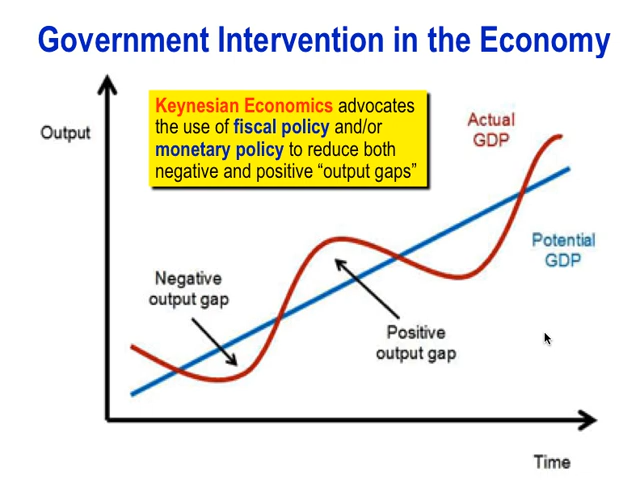 Government Intervention in the Economy
Keynesian Economics advocates
the use of fiscal policy and/or
monetary policy to reduce both
negative and positive “output gaps”
Output
Actual
GDP
Potential
GDP
Negative
output gap
Positive
output gap
Time